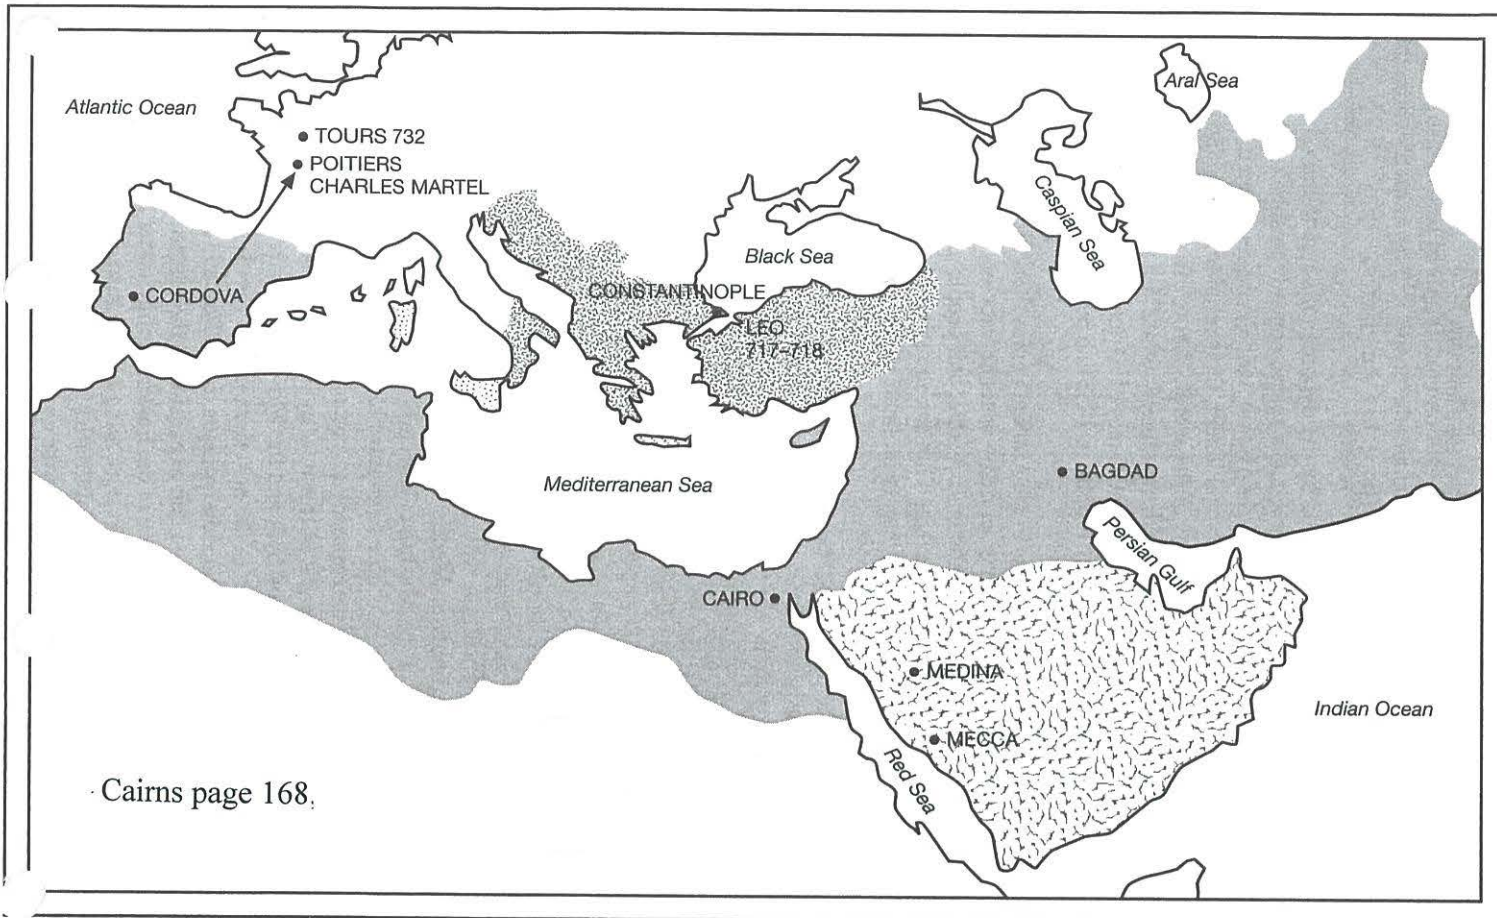 Aral Sea
Atlantic Ocean
TOURS 732
POITIERS
CHARLES MARTEL
Caspian Sea
Black Sea
CONSTANTINOPLE
CORDOVA
LEO
717–718
BAGDAD
Mediterranean Sea
Persian Gulf
CAIRO
MEDINA
Indian Ocean
MECCA
Red Sea
Cairns page 168